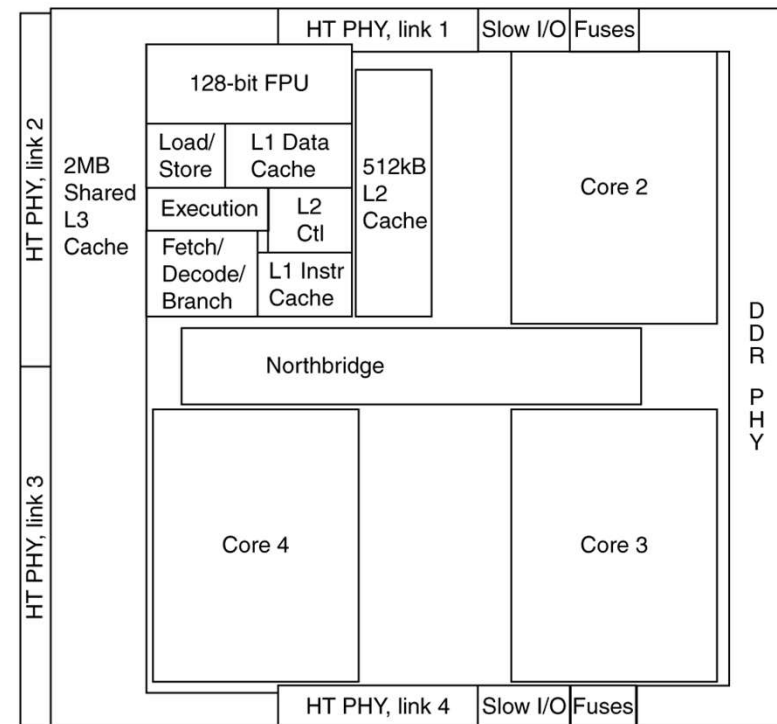 HT PHY, link 1
Slow I/O
Fuses
HT PHY, link 2
2MB
Shared
L3
Cache
128-bit FPU
Load/
Store
L1 Data
Cache
Execution
L2
Ctl
Fetch/
Decode/
Branch
L1 Instr
Cache
512kB
L2
Cache
Core 2
Northbridge
DDR PHY
HT PHY, link 3
Core 4
Core 3
HT PHY, link 4
Slow I/O
Fuses